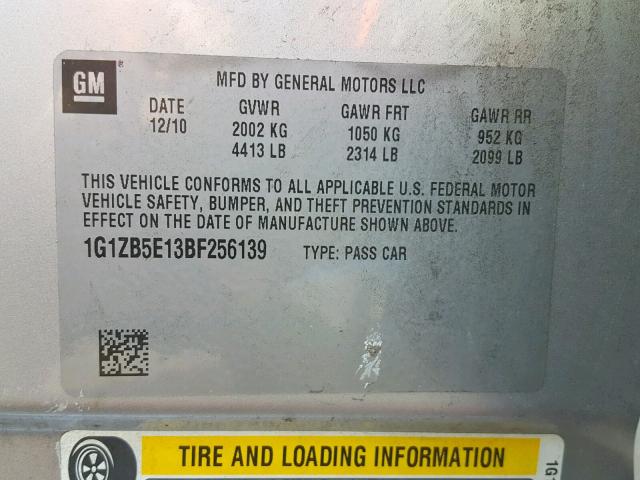 GM
MFD BY GENERAL MOTORS LLC
DATE GVWR GAWR FRT GAWR RR
12/10 2002 KG 1050 KG 952 KG
4413 LB 2314 LB 2099 LB
THIS VEHICLE CONFORMS TO ALL APPLICABLE U.S. FEDERAL MOTOR
VEHICLE SAFETY, BUMPER, AND THEFT PREVENTION STANDARDS IN
EFFECT ON THE DATE OF MANUFACTURE SHOWN ABOVE.
1G1ZB5E13BF256139 TYPE: PASS CAR
TIRE AND LOADING INFORMATION
1G1